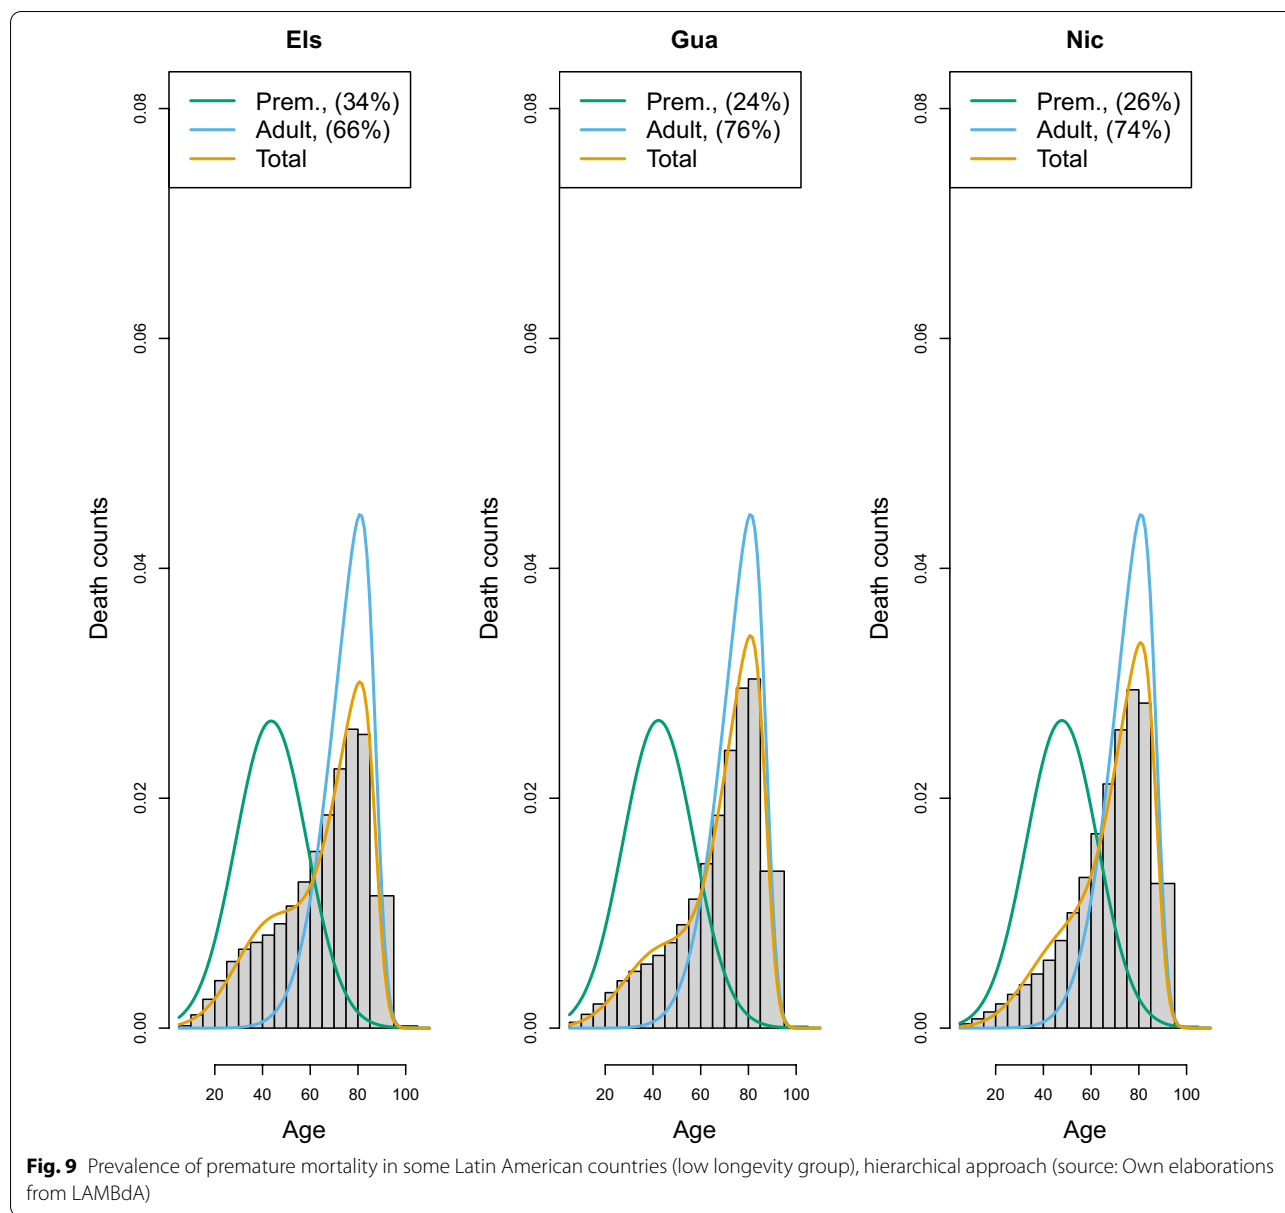 Els
Prem., (34%)
Adult, (66%)
Total
0.08
0.06
0.04
0.02
0.00
Death counts
20 40 60 80 100
Age
Gua
Prem., (24%)
Adult, (76%)
Total
0.08
0.06
0.04
0.02
0.00
Death counts
20 40 60 80 100
Age
Nic
Prem., (26%)
Adult, (74%)
Total
0.08
0.06
0.04
0.02
0.00
Death counts
20 40 60 80 100
Age
Fig. 9 Prevalence of premature mortality in some Latin American countries (low longevity group), hierarchical approach (source: Own elaborations
from LAMBdA)